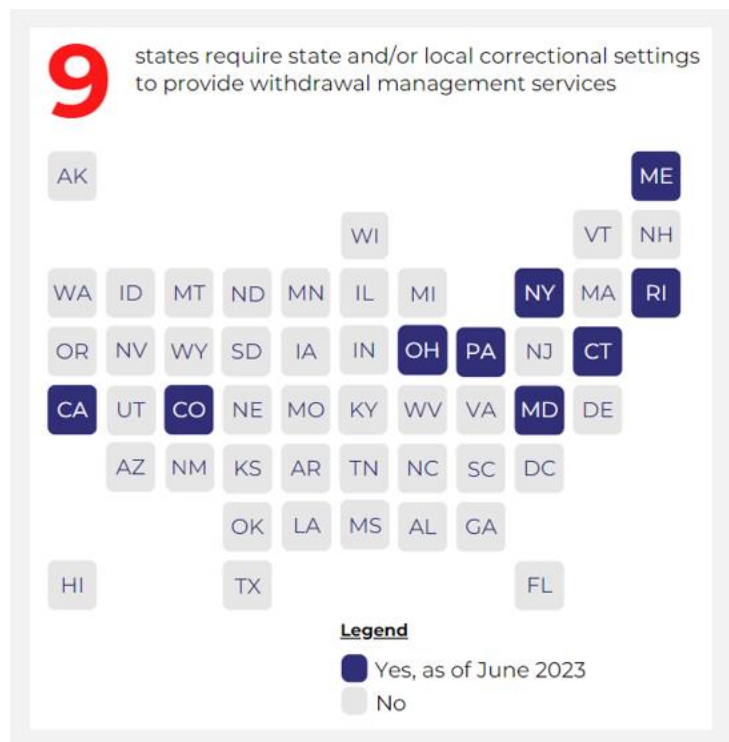 9
states require state and/or local correctional settings
to provide withdrawal management services
AK ME
WI VT NH
WA ID MT ND MN IL MI NY MA RI
OR NV WY SD IA IN OH PA NJ CT
CA UT CO NE MO KY WV VA MD DE
AZ NM KS AR TN NC SC DC
OK LA MS AL GA
HI TX FL
Legend
Yes, as of June 2023
No